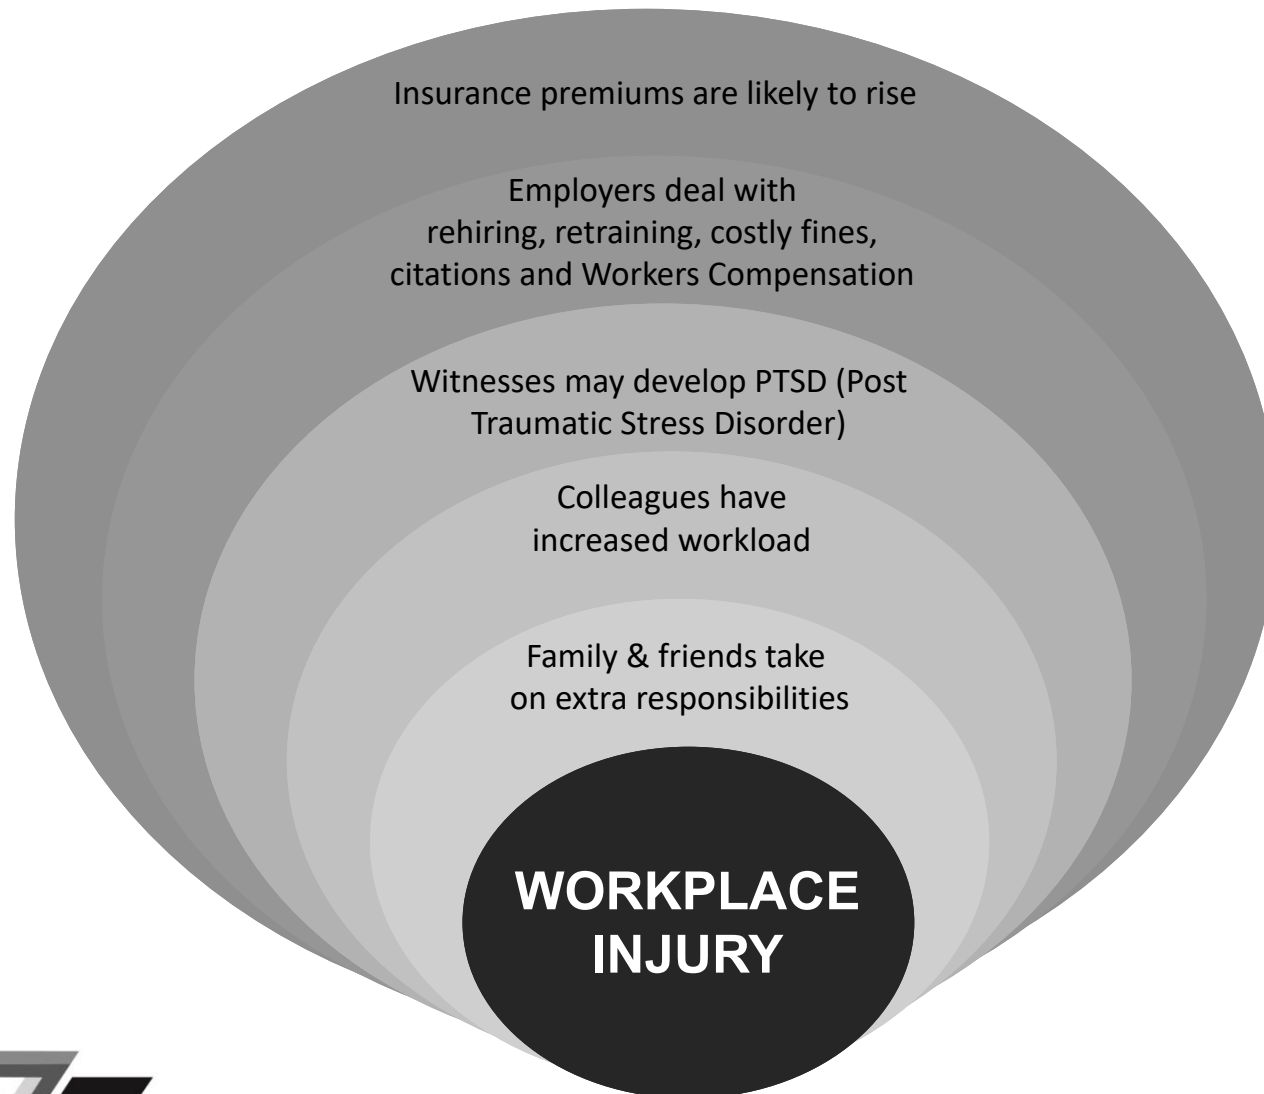 Insurance premiums are likely to rise
Employers deal with
rehiring, retraining, costly fines,
citations and Workers Compensation
Witnesses may develop PTSD (Post
Traumatic Stress Disorder)
Colleagues have
increased workload
Family & friends take
on extra responsibilities
WORKPLACE
INJURY